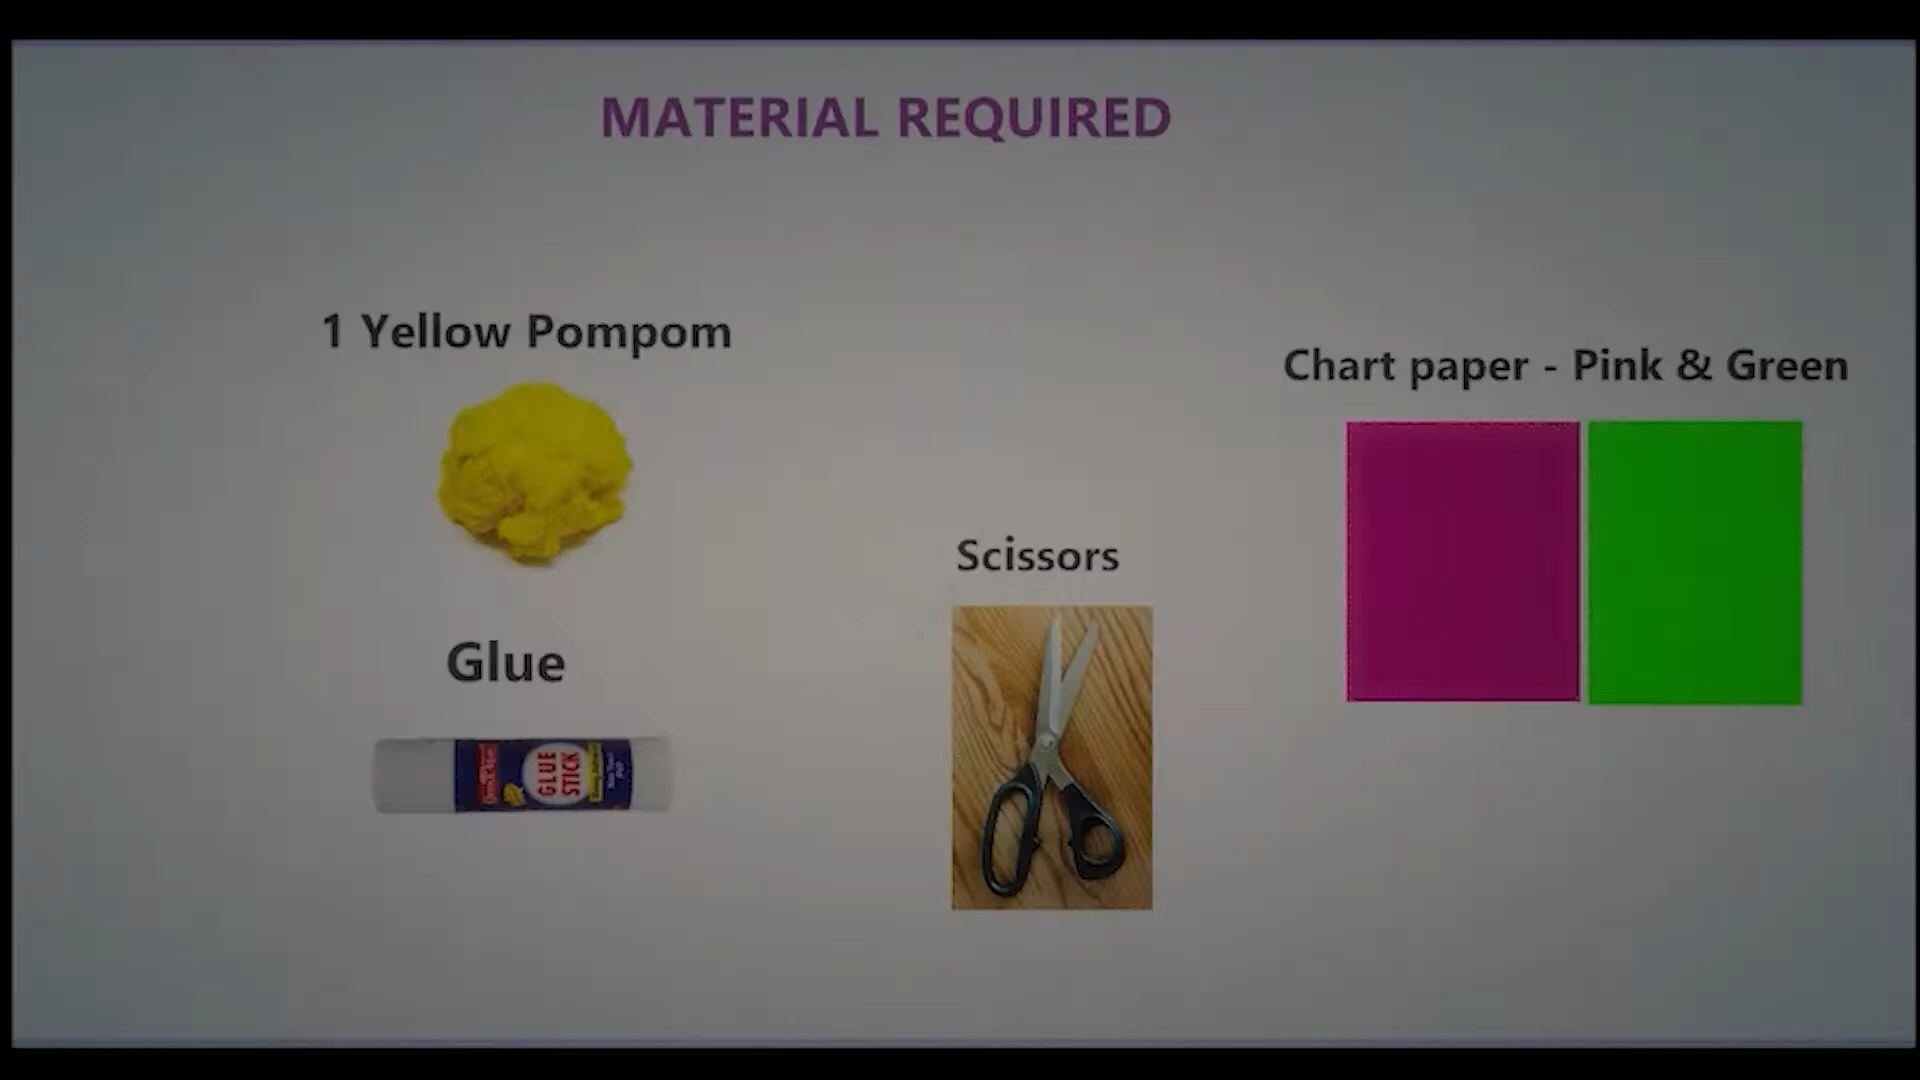 MATERIAL REQUIRED
1 Yellow Pompom
Chart paper - Pink & Green
Scissors
Glue
GLUE
STICK